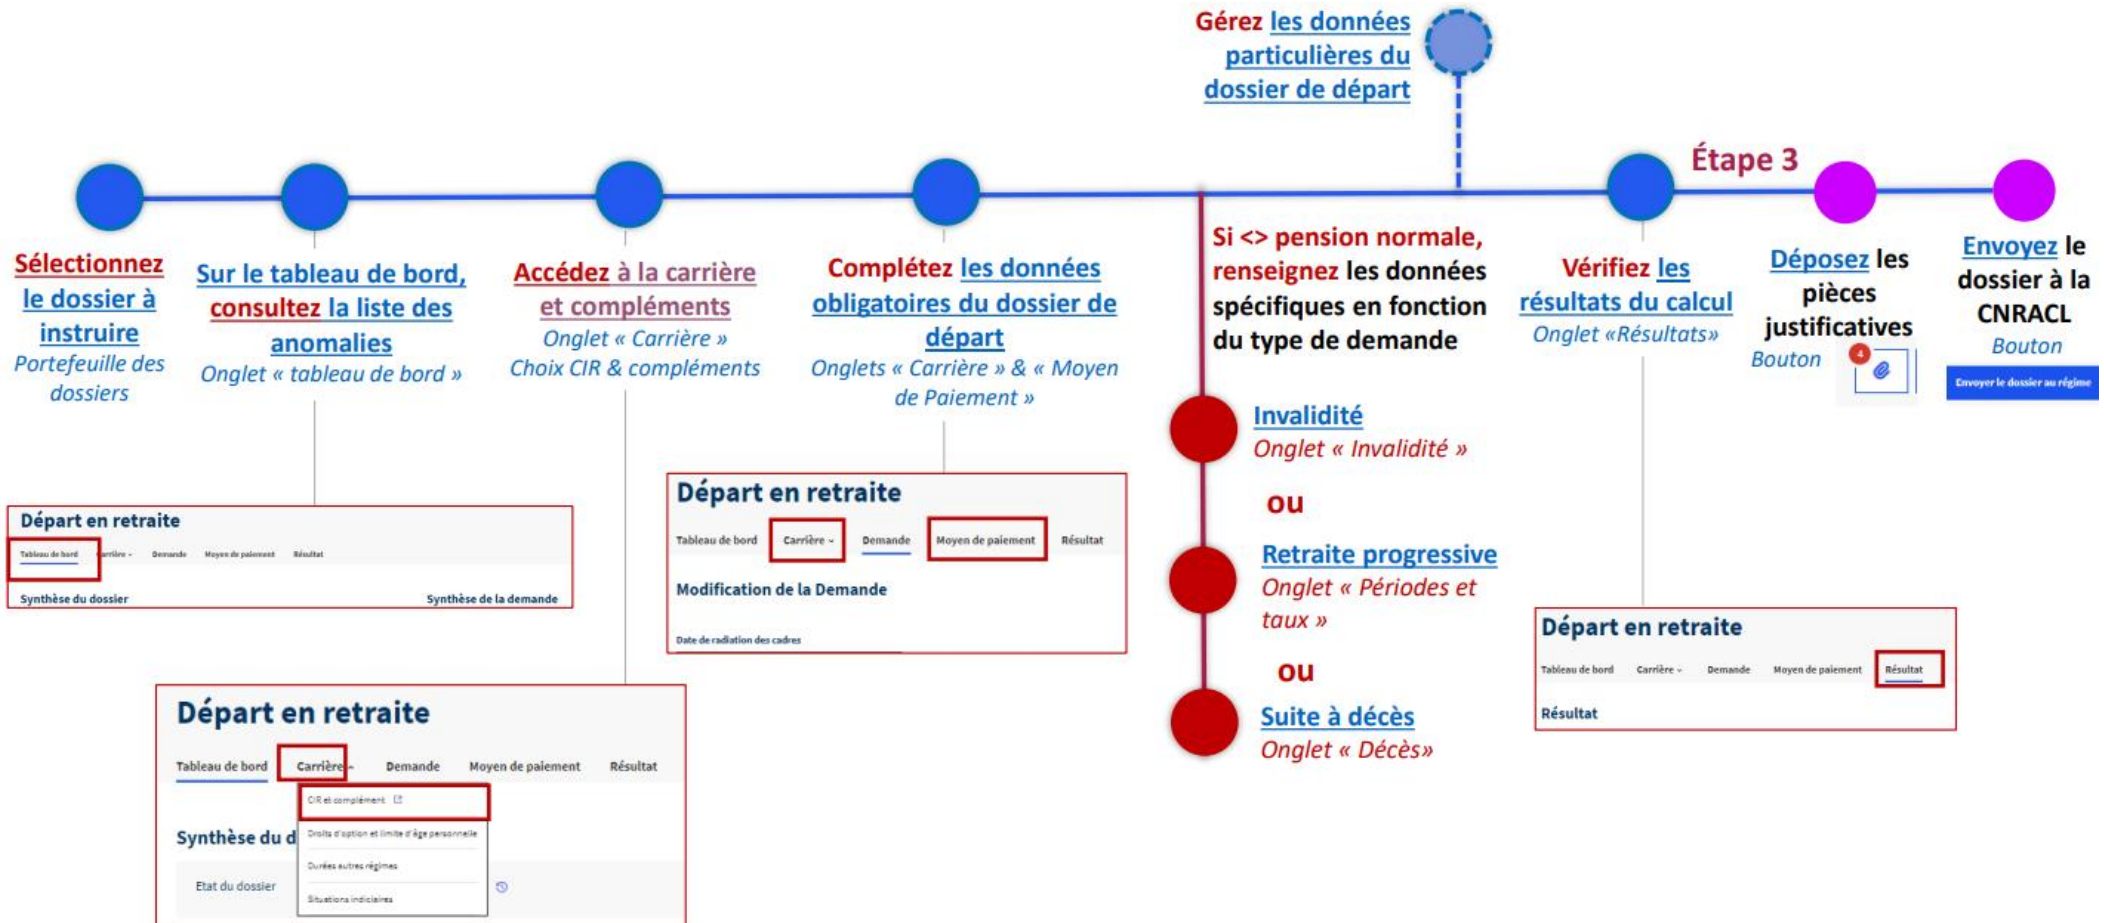 Gérez les données
particulières du
dossier de départ
Étape 3
Sélectionnez
le dossier à
instruire
Portefeuille des
dossiers
Sur le tableau de bord,
consultez la liste des
anomalies
Onglet « tableau de bord »
Accédez à la carrière
et compléments
Onglet « Carrière »
Choix CIR & compléments
Complétez les données
obligatoires du dossier de
départ
Onglets « Carrière » & « Moyen
de Paiement »
Si <> pension normale,
renseignez les données
spécifiques en fonction
du type de demande
Invalidité
Onglet « Invalidité »
ou
Retraite progressive
Onglet « Périodes et
taux »
ou
Suite à décès
Onglet « Décès»
Vérifiez les
résultats du calcul
Onglet «Résultats»
Déposez les
pièces
justificatives
Bouton
4
Envoyez le
dossier à la
CNRACL
Bouton
Envoyer le dossier au régime
Départ en retraite
Tableau de bord Carrière Demande Moyen de paiement Résultat
Synthèse du dossier Synthèse de la demande
Départ en retraite
Tableau de bord Carrière Demande Moyen de paiement Résultat
CIR et complément
Droits d'option et limite d'âge personnelle
Synthèse du d
Durées autres régimes
Etat du dossier
Situations indiciaires
Départ en retraite
Tableau de bord Carrière Demande Moyen de paiement Résultat
Modification de la Demande
Date de radiation des cadres
Départ en retraite
Tableau de bord Carrière Demande Moyen de paiement Résultat
Résultat